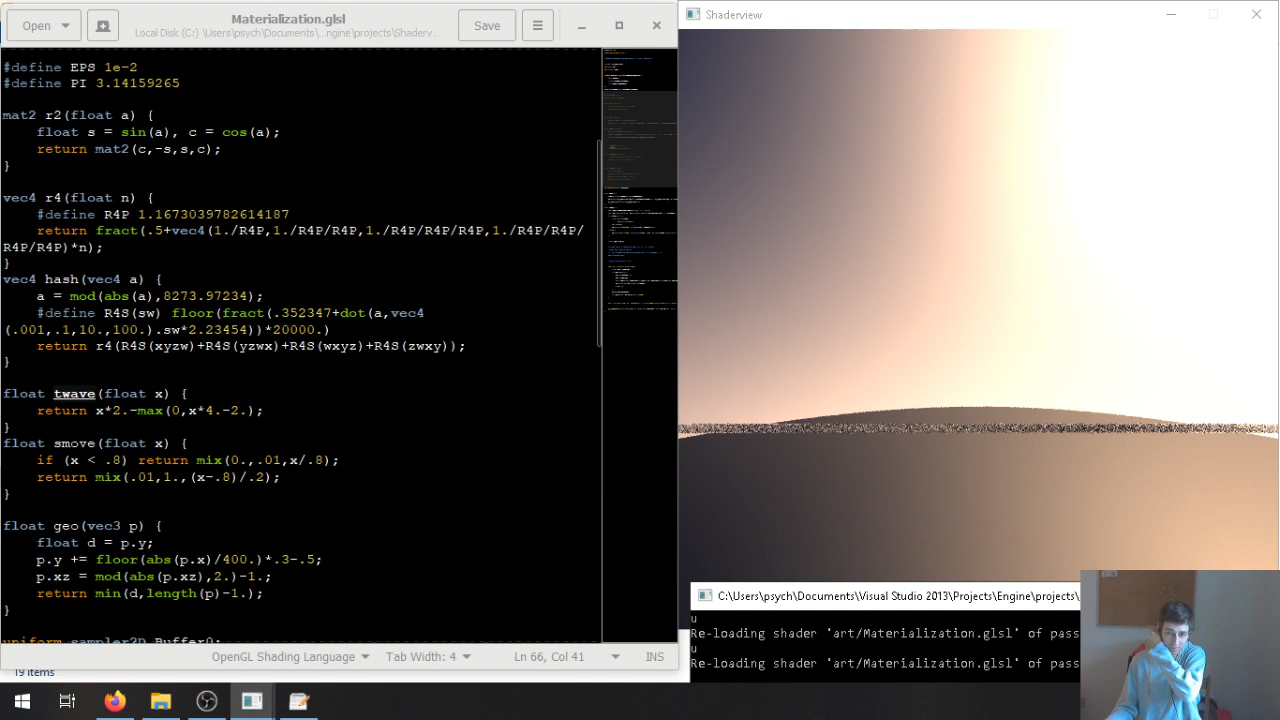 Open
Materialization.glsl
Local Disk (C:) \Users\psych\Documents\...ngine\projects\Shaderv...
Save
Shaderview
#define EPS 1e-2
#define PI 3.14159265
mat2 r2(float a) {
float s = sin(a), c = cos(a);
return mat2(c,-s,s,c);
}
vec4 r4(float n) {
#define R4P 1.1673039782614187
return fract(.5+vec4(1./R4P,1./R4P/R4P,1./R4P/R4P/R4P,1./R4P/R4P/
R4P/R4P)*n);
}
vec4 hash(vec4 a) {
a = mod(abs(a),8273.97234);
#define R4S(sw) floor(fract(.352347+dot(a,vec4
(.001,.1,10.,100.).sw*2.23454))*20000.)
return r4(R4S(xyzw)+R4S(yzwx)+R4S(wxyz)+R4S(zwxy));
}
float twave(float x) {
return x*2.-max(0,x*4.-2.);
}
float smove(float x) {
if (x < .8) return mix(0.,.01,x/.8);
return mix(.01,1.,(x-.8)/.2);
}
float geo(vec3 p) {
float d = p.y;
p.y += floor(abs(p.x)/400.)*.3-.5;
p.xz = mod(abs(p.xz),2.)-1.;
return min(d,length(p)-1.);
}
uniform sampler2D Buffer0;
OpenGL Shading Language
Tab Width: 4
Ln 66, Col 41
INS
19 items
C:\Users\psych\Documents\Visual Studio 2013\Projects\Engine\projects\
u
Re-loading shader 'art/Materialization.glsl' of pass
u
Re-loading shader 'art/Materialization.glsl' of pass